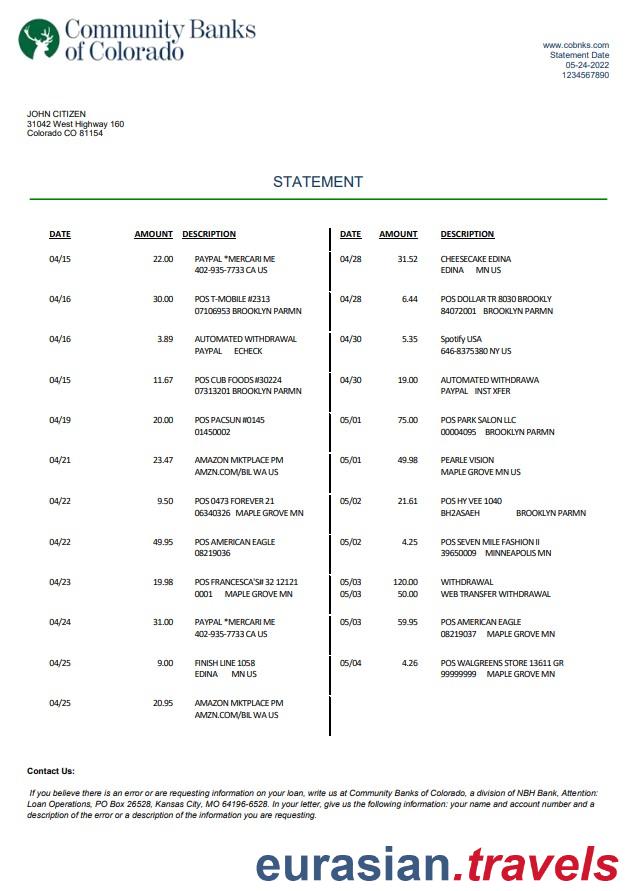 Community Banks
of Colorado
www.cobnks.com
Statement Date
05-24-2022
1234567890
JOHN CITIZEN
31042 West Highway 160
Colorado CO 81154
STATEMENT
DATE AMOUNT DESCRIPTION
04/15 22.00 PAYPAL *MERCARI ME
402-935-7733 CA US
04/16 30.00 POS T-MOBILE #2313
07106953 BROOKLYN PARMN
04/16 3.89 AUTOMATED WITHDRAWAL
PAYPAL ECHECK
04/15 11.67 POS CUB FOODS #30224
07313201 BROOKLYN PARMN
04/19 20.00 POS PACSUN #0145
01450002
04/21 23.47 AMAZON MKTPLACE PM
AMZN.COM/BIL WA US
04/22 9.50 POS 0473 FOREVER 21
06340326 MAPLE GROVE MN
04/22 49.95 POS AMERICAN EAGLE
08219036
04/23 19.98 POS FRANCESCA'S# 32 12121
0001 MAPLE GROVE MN
04/24 31.00 PAYPAL *MERCARI ME
402-935-7733 CA US
04/25 9.00 FINISH LINE 1058
EDINA MN US
04/25 20.95 AMAZON MKTPLACE PM
AMZN.COM/BIL WA US
DATE AMOUNT DESCRIPTION
04/28 31.52 CHEESECAKE EDINA
EDINA MN US
04/28 6.44 POS DOLLAR TR 8030 BROOKLY
84072001 BROOKLYN PARMN
04/30 5.35 Spotify USA
646-8375380 NY US
04/30 19.00 AUTOMATED WITHDRAWA
PAYPAL INST XFER
05/01 75.00 POS PARK SALON LLC
00004095 BROOKLYN PARMN
05/01 49.98 PEARLE VISION
MAPLE GROVE MN US
05/02 21.61 POS HY VEE 1040
BH2ASAEH BROOKLYN PARMN
05/02 4.25 POS SEVEN MILE FASHION II
39650009 MINNEAPOLIS MN
05/03 120.00 WITHDRAWAL
05/03 50.00 WEB TRANSFER WITHDRAWAL
05/03 59.95 POS AMERICAN EAGLE
08219037 MAPLE GROVE MN
05/04 4.26 POS WALGREENS STORE 13611 GR
99999999 MAPLE GROVE MN
Contact Us:
If you believe there is an error or are requesting information on your loan, write us at Community Banks of Colorado, a division of NBH Bank, Attention:
Loan Operations, PO Box 26528, Kansas City, MO 64196-6528. In your letter, give us the following information: your name and account number and a
description of the error or a description of the information you are requesting.
eurasian.travels